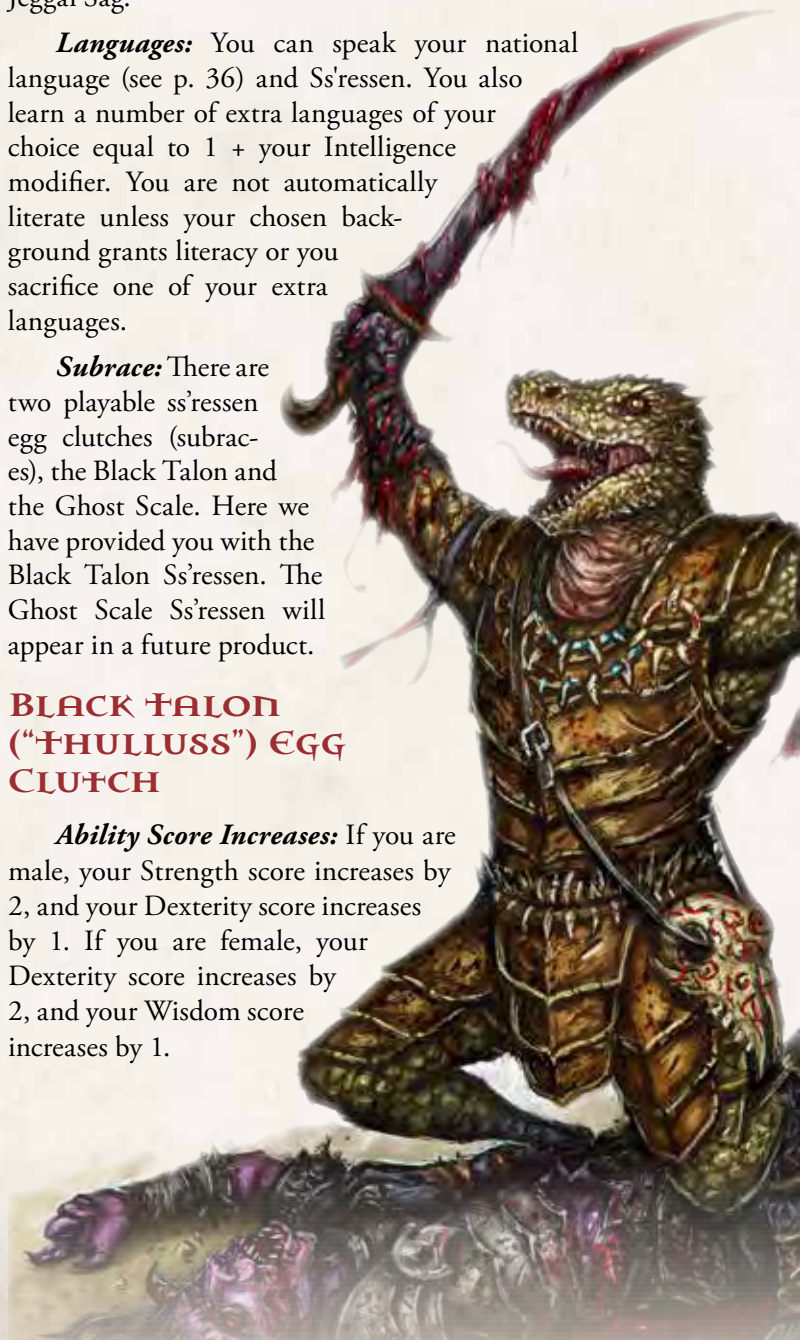 Jeggal Sag.
Languages: You can speak your national
language (see p. 36) and Ss'ressen. You also
learn a number of extra languages of your
choice equal to 1 + your Intelligence
modifier. You are not automatically
literate unless your chosen back-
ground grants literacy or you
sacrifice one of your extra
languages.
Subrace: There are
two playable ss’ressen
egg clutches (subrac-
es), the Black Talon and
the Ghost Scale. Here we
have provided you with the
Black Talon Ss’ressen. The
Ghost Scale Ss’ressen will
appear in a future product.
Black Talon
(“Thulluss”) Egg
Clutch
Ability Score Increases: If you are
male, your Strength score increases by
2, and your Dexterity score increases
by 1. If you are female, your
Dexterity score increases by
2, and your Wisdom score
increases by 1.